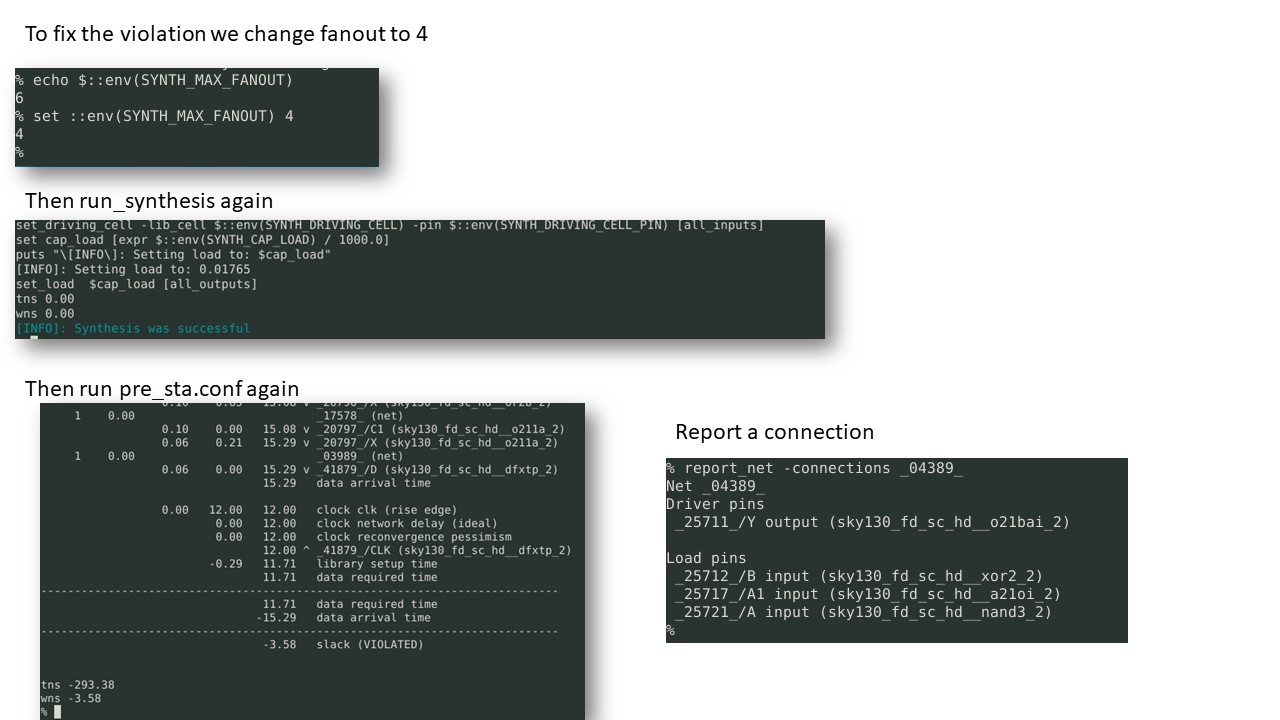 To fix the violation we change fanout to 4
% echo $::env(SYNTH_MAX_FANOUT)
6
% set ::env(SYNTH_MAX_FANOUT) 4
4
%
Then run_synthesis again
set_driving_cell -lib_cell $::env(SYNTH_DRIVING_CELL) -pin $::env(SYNTH_DRIVING_CELL_PIN) [all_inputs]
set cap_load [expr $::env(SYNTH_CAP_LOAD) / 1000.0]
puts "\[INFO\]: Setting load to: $cap_load"
[INFO]: Setting load to: 0.01765
set_load  $cap_load [all_outputs]
tns 0.00
wns 0.00
[INFO]: Synthesis was successful
Then run pre_sta.conf again
1 0.00 _17578_ (net)
0.10 0.00 15.08 v _20797_/C1 (sky130_fd_sc_hd__o211a_2)
0.06 0.21 15.29 v _20797_/X (sky130_fd_sc_hd__o211a_2)
1 0.00 _03989_ (net)
0.06 0.00 15.29 v _41879_/D (sky130_fd_sc_hd__dfxtp_2)
15.29 data arrival time
0.00 12.00 12.00 clock clk (rise edge)
0.00 12.00 clock network delay (ideal)
0.00 12.00 clock reconvergence pessimism
12.00 ^ _41879_/CLK (sky130_fd_sc_hd__dfxtp_2)
-0.29 11.71 library setup time
11.71 data required time
-----------------------------------------------------------------------------
11.71 data required time
-15.29 data arrival time
-----------------------------------------------------------------------------
-3.58 slack (VIOLATED)
tns -293.38
wns -3.58
%
Report a connection
% report_net -connections _04389_
Net _04389_
Driver pins
_25711_/Y output (sky130_fd_sc_hd__o21bai_2)
Load pins
_25712_/B input (sky130_fd_sc_hd__xor2_2)
_25717_/A1 input (sky130_fd_sc_hd__a21oi_2)
_25721_/A input (sky130_fd_sc_hd__nand3_2)
%